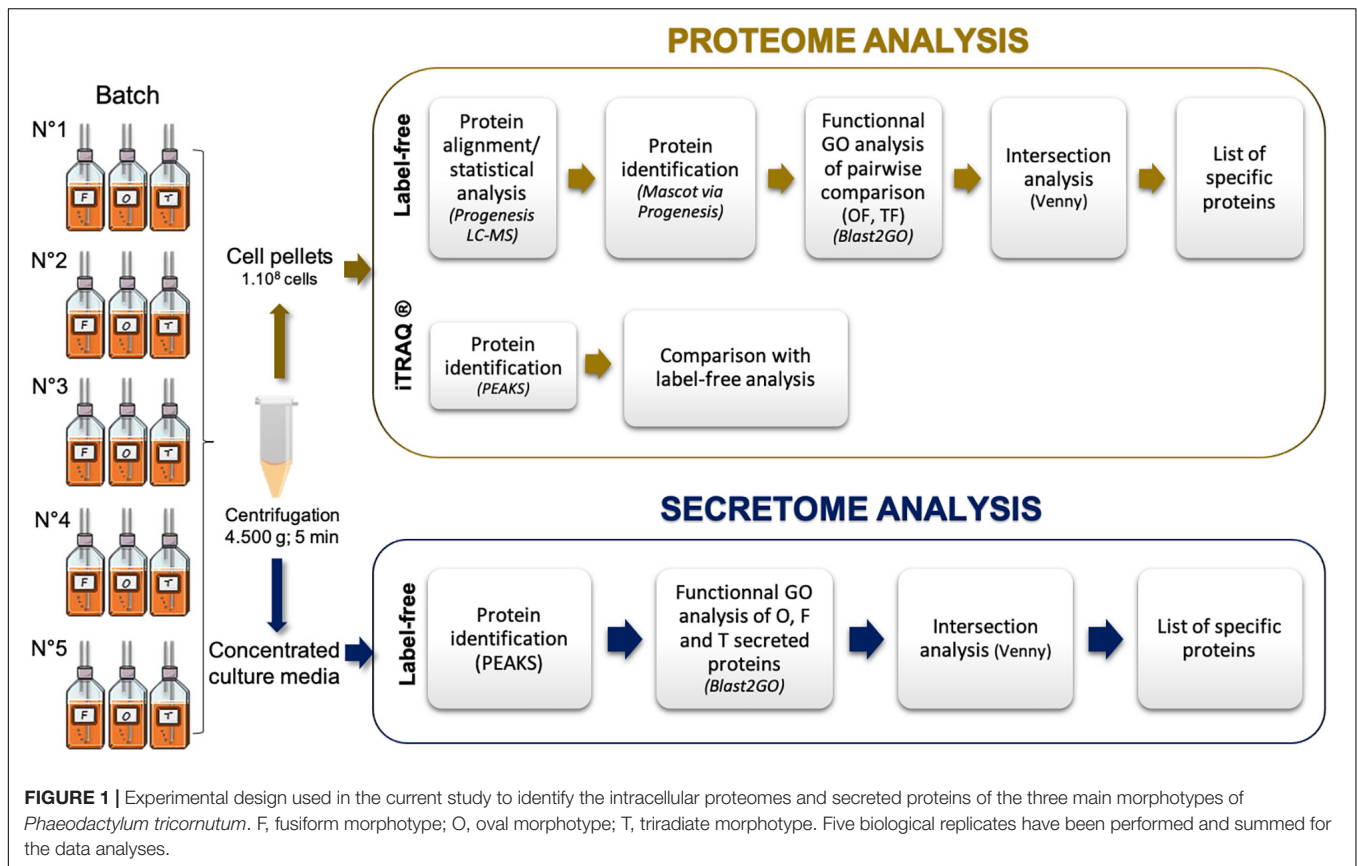 PROTEOME ANALYSIS
Batch
N°1
F O T
N°2
F O T
N°3
F O T
N°4
F O T
N°5
F O T
Cell pellets
1.10⁸ cells
Centrifugation
4.500 g; 5 min
Concentrated
culture media
Label-free
Protein
alignment/
statistical
analysis
(Progenesis
LC-MS)
Protein
identification
(Mascot via
Progenesis)
Functionnal
GO analysis
of pairwise
comparison
(OF, TF)
(Blast2GO)
Intersection
analysis
(Venny)
List of
specific
proteins
iTRAQ ®
Protein
identification
(PEAKS)
Comparison with
label-free analysis
SECRETOME ANALYSIS
Label-free
Protein
identification
(PEAKS)
Functionnal GO
analysis of O, F
and T secreted
proteins
(Blast2GO)
Intersection
analysis (Venny)
List of specific
proteins
FIGURE 1 | Experimental design used in the current study to identify the intracellular proteomes and secreted proteins of the three main morphotypes of
Phaeodactylum tricornutum. F, fusiform morphotype; O, oval morphotype; T, triradiate morphotype. Five biological replicates have been performed and summed for
the data analyses.